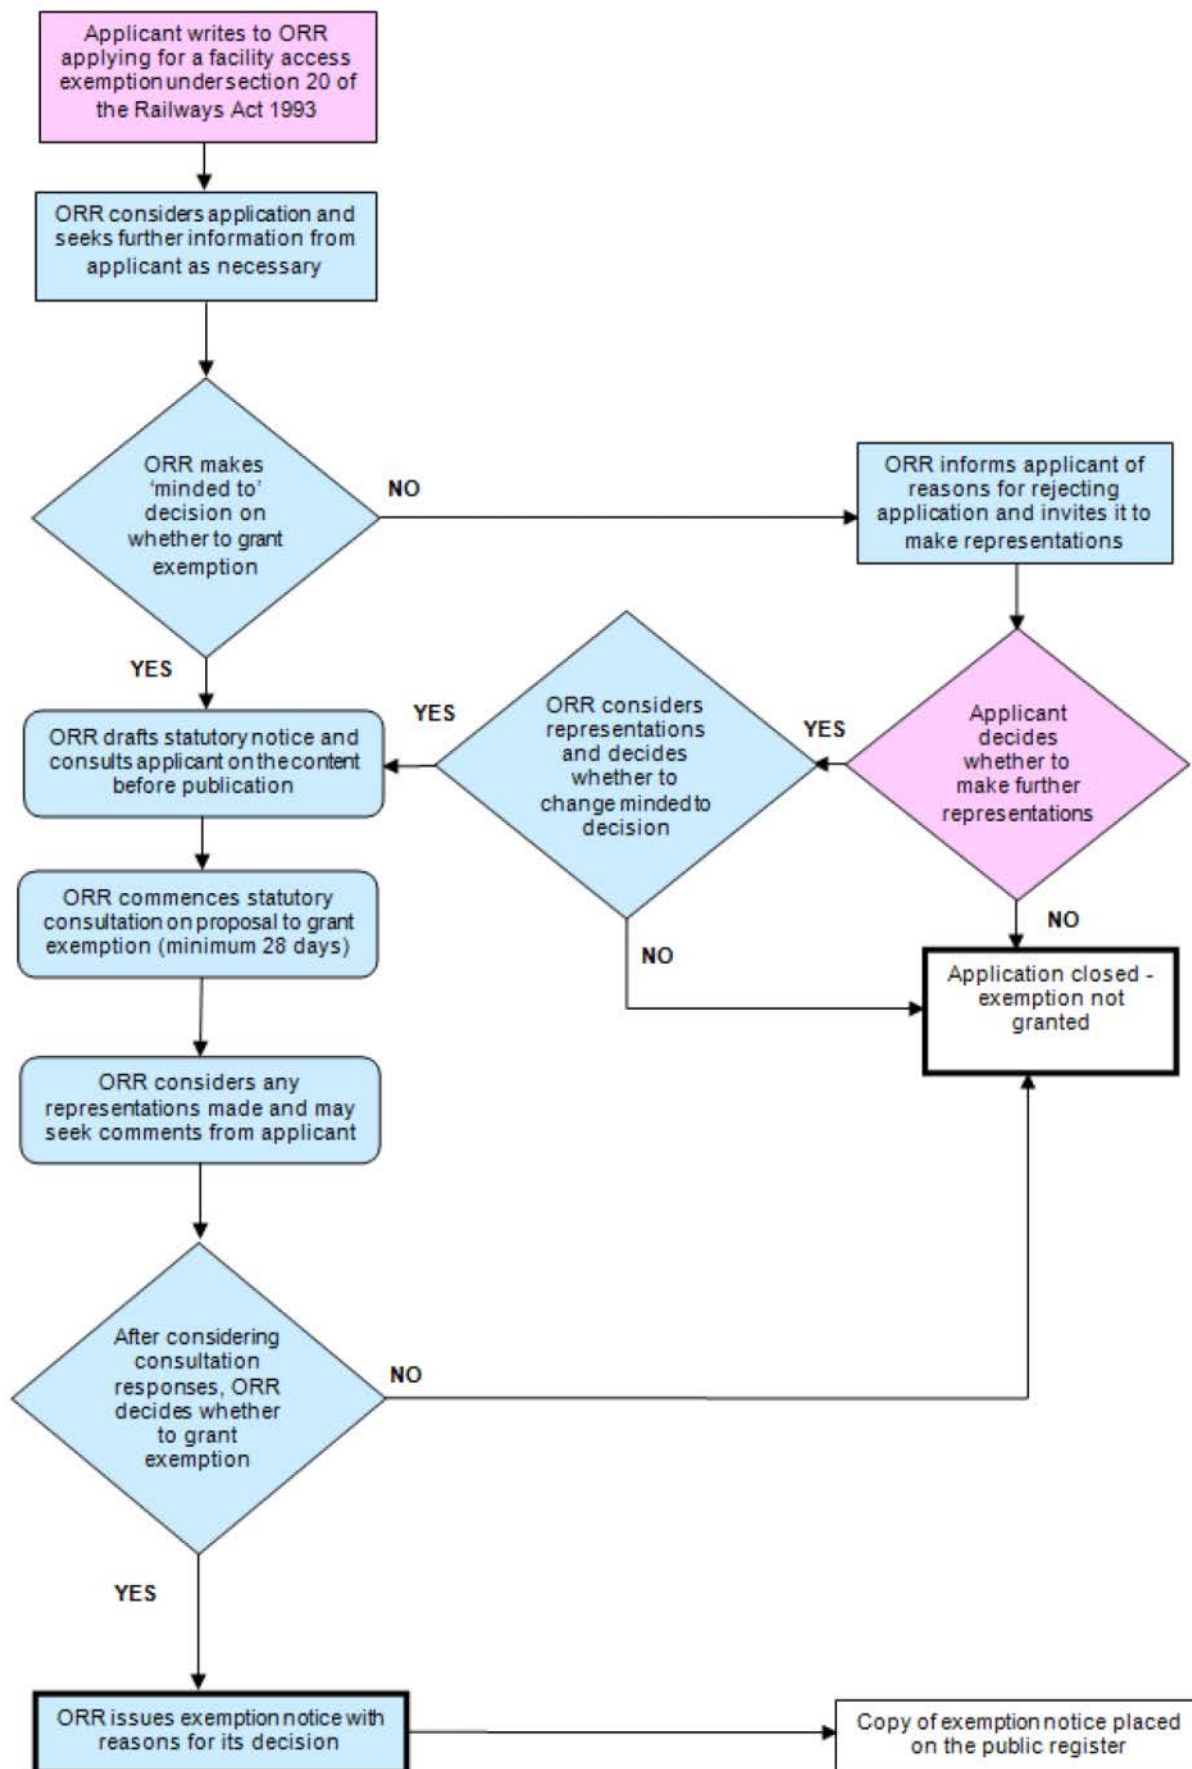 Applicant writes to ORR
applying for a facility access
exemption under section 20 of
the Railways Act 1993
ORR considers application and
seeks further information from
applicant as necessary
ORR makes
‘minded to’
decision on
whether to grant
exemption
NO
ORR informs applicant of
reasons for rejecting
application and invites it to
make representations
YES
ORR drafts statutory notice and
consults applicant on the content
before publication
YES
ORR considers
representations
and decides
whether to
change minded to
decision
YES
Applicant
decides
whether to
make further
representations
ORR commences statutory
consultation on proposal to grant
exemption (minimum 28 days)
NO
NO
Application closed -
exemption not
granted
ORR considers any
representations made and may
seek comments from applicant
After considering
consultation
responses, ORR
decides whether
to grant
exemption
NO
YES
ORR issues exemption notice with
reasons for its decision
Copy of exemption notice placed
on the public register